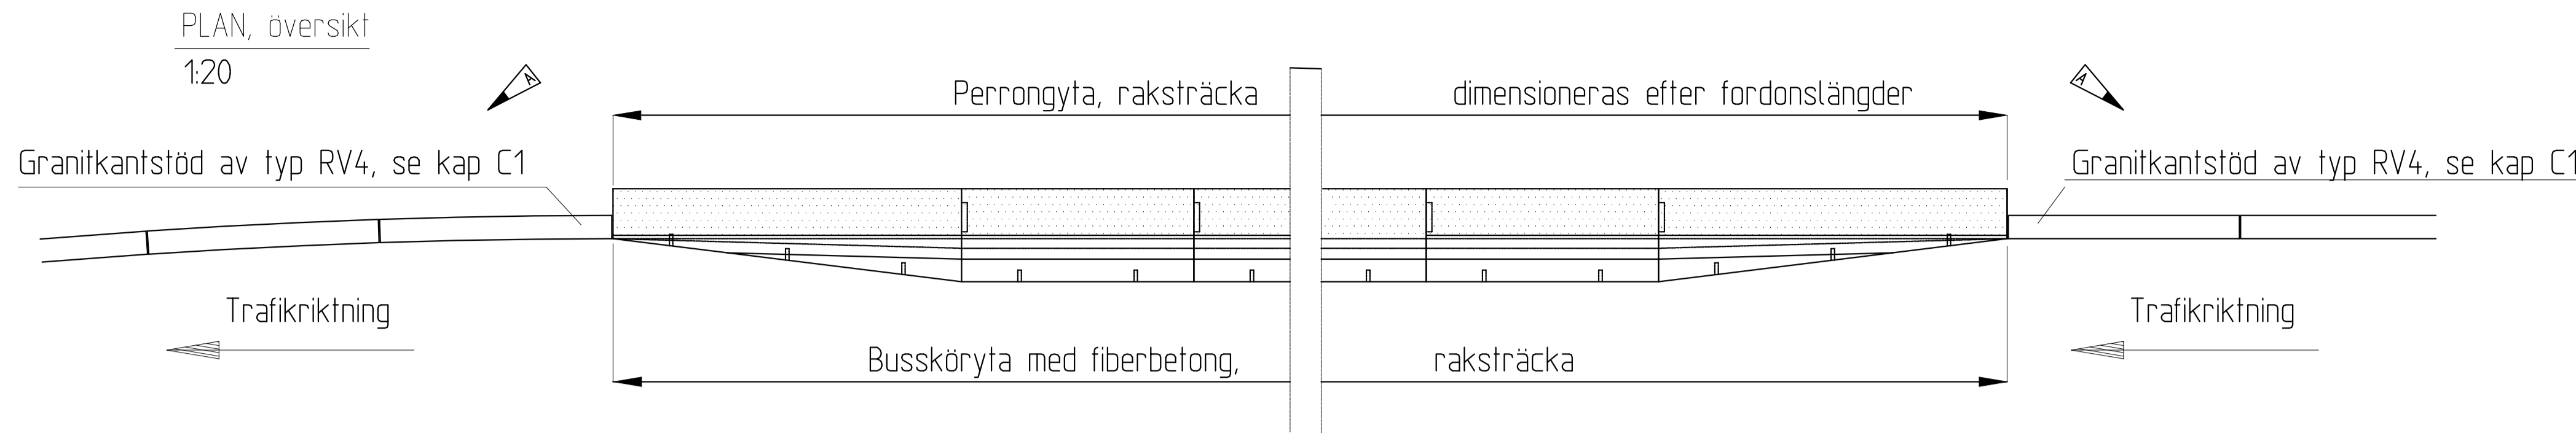 PLAN, översikt
1:20
A
A
Perrongyta, raksträcka dimensioneras efter fordonslängder
Granitkantstöd av typ RV4, se kap C1
Granitkantstöd av typ RV4, se kap C1
Trafikriktning
Trafikriktning
Bussköryta med fiberbetong, raksträcka